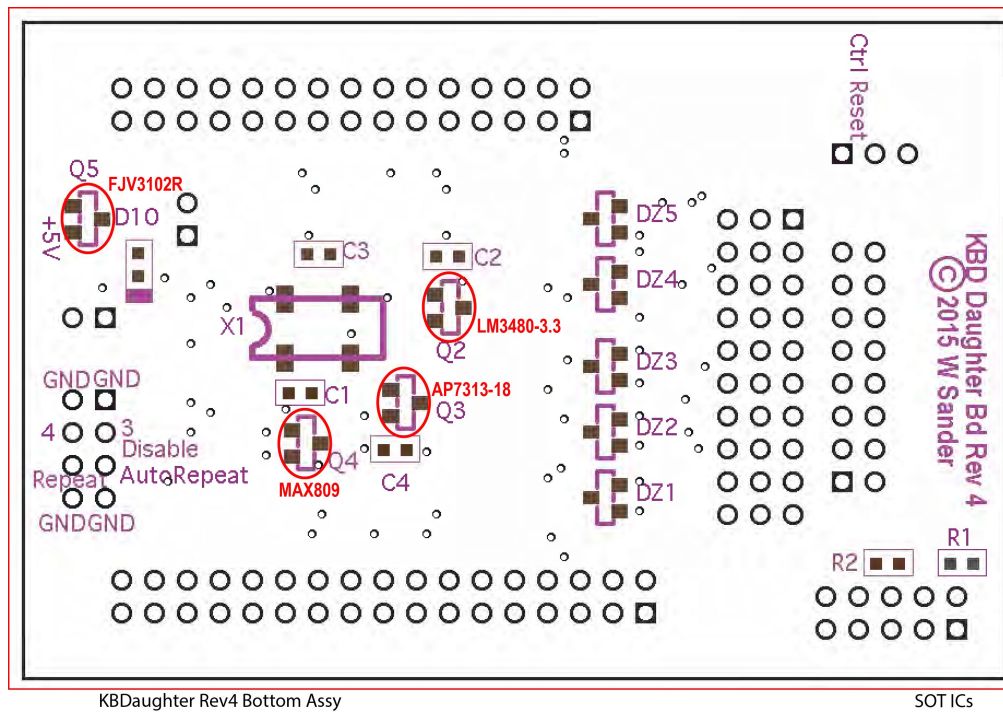 Ctrl Reset
Q5
FJV3102R
D10
+5V
C3
C2
DZ5
DZ4
X1
LM3480-3.3
Q2
DZ3
AP7313-18
C1
Q3
GND GND
4 3
Disable
Repeat AutoRepeat
GND GND
DZ2
Q4
MAX809
C4
DZ1
KBD Daughter Bd Rev 4
© 2015 W Sander
R2
R1
KBDaughter Rev4 Bottom Assy
SOT ICs